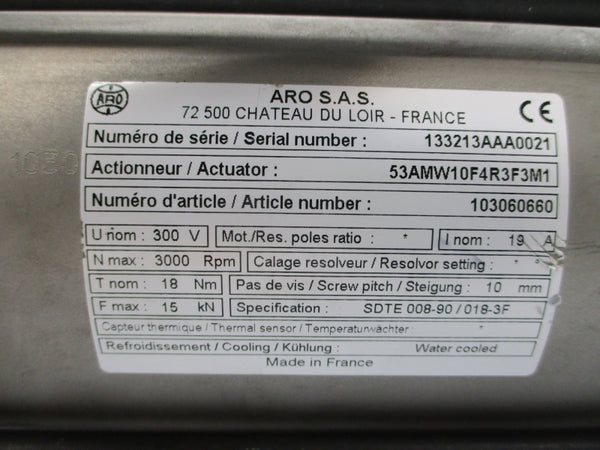 ARO
ARO S.A.S.
72 500 CHATEAU DU LOIR - FRANCE
CE
Numéro de série / Serial number : 133213AAA0021
Actionneur / Actuator : 53AMW10F4R3F3M1
Numéro d'article / Article number : 103060660
U nom : 300 V Mot./Res. poles ratio : * I nom : 19 A
N max : 3000 Rpm Calage resolveur / Resolvor setting : * *
T nom : 18 Nm Pas de vis / Screw pitch / Steigung : 10 mm
F max : 15 kN Specification : SDTE 008-90 / 018-3F
Capteur thermique / Thermal sensor / Temperaturwächter : *
Refroidissement / Cooling / Kühlung : Water cooled
Made in France